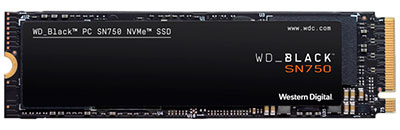 WD_Black™ PC SN750 NVMe™ SSD
www.wdc.com
WD_BLACK
SN750
Western Digital